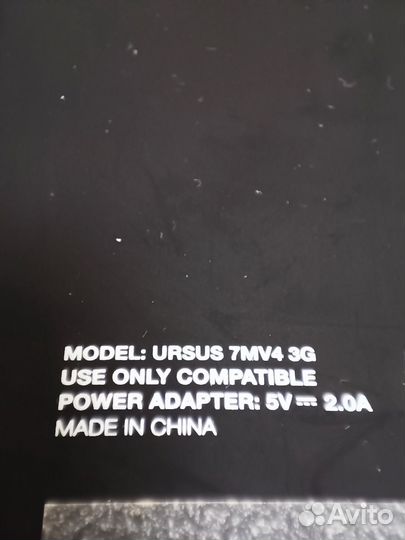 MODEL: URSUS 7MV4 3G
USE ONLY COMPATIBLE
POWER ADAPTER: 5V⎓2.0A
MADE IN CHINA
Avito